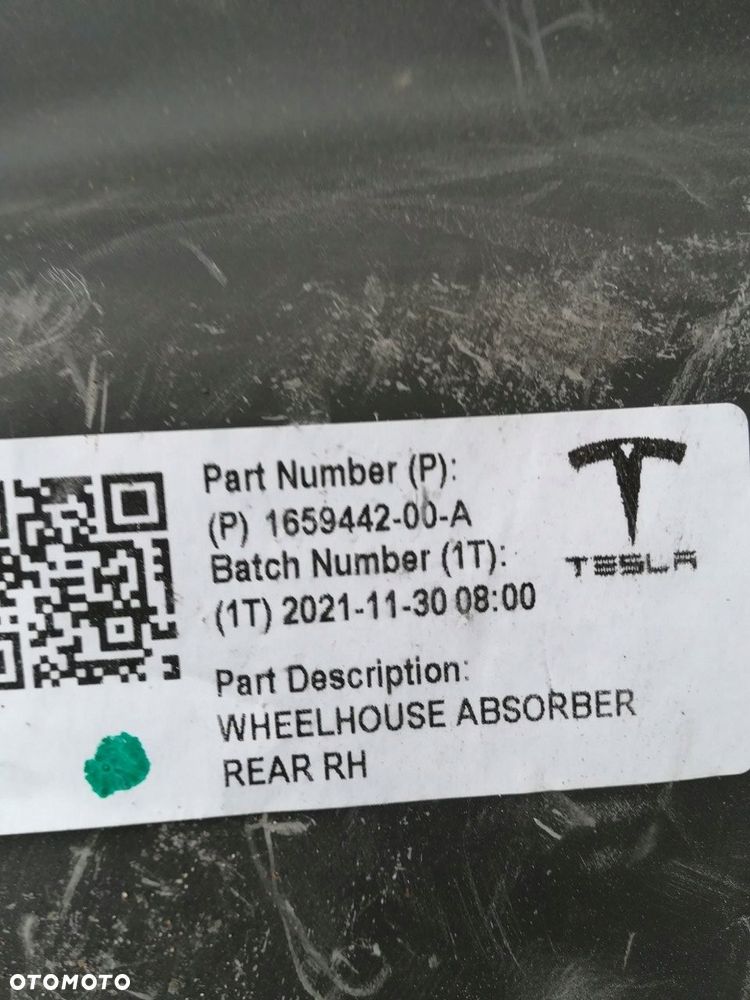 Part Number (P):
(P) 1659442-00-A
Batch Number (1T):
(1T) 2021-11-30 08:00
TESLA
Part Description:
WHEELHOUSE ABSORBER
REAR RH
OTOMOTO